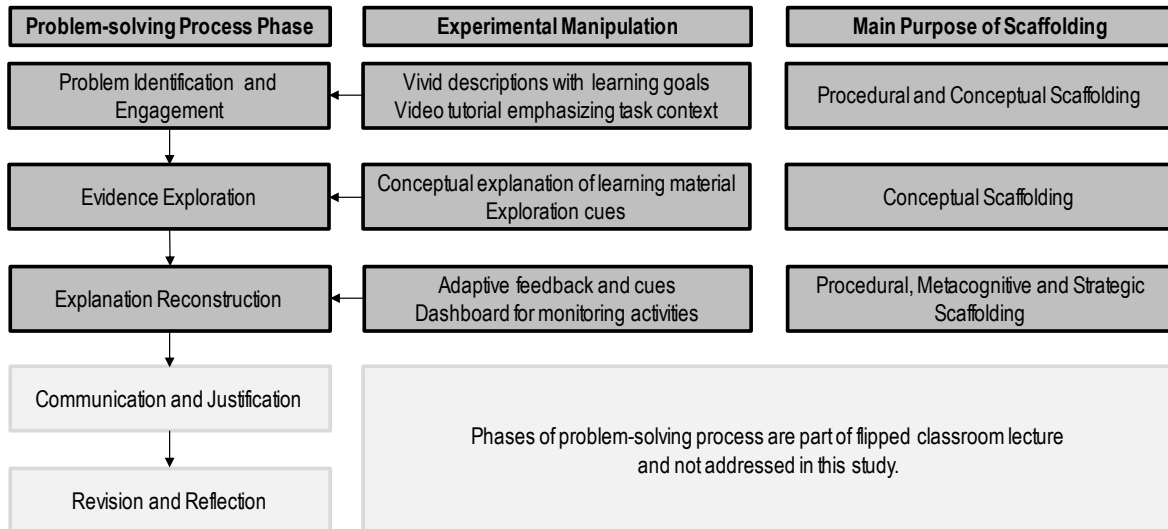 Problem-solving Process Phase
Experimental Manipulation
Main Purpose of Scaffolding
Problem Identification and
Engagement
Vivid descriptions with learning goals
Video tutorial emphasizing task context
Procedural and Conceptual Scaffolding
Evidence Exploration
Conceptual explanation of learning material
Exploration cues
Conceptual Scaffolding
Explanation Reconstruction
Adaptive feedback and cues
Dashboard for monitoring activities
Procedural, Metacognitive and Strategic
Scaffolding
Communication and Justification
Phases of problem-solving process are part of flipped classroom lecture
and not addressed in this study.
Revision and Reflection